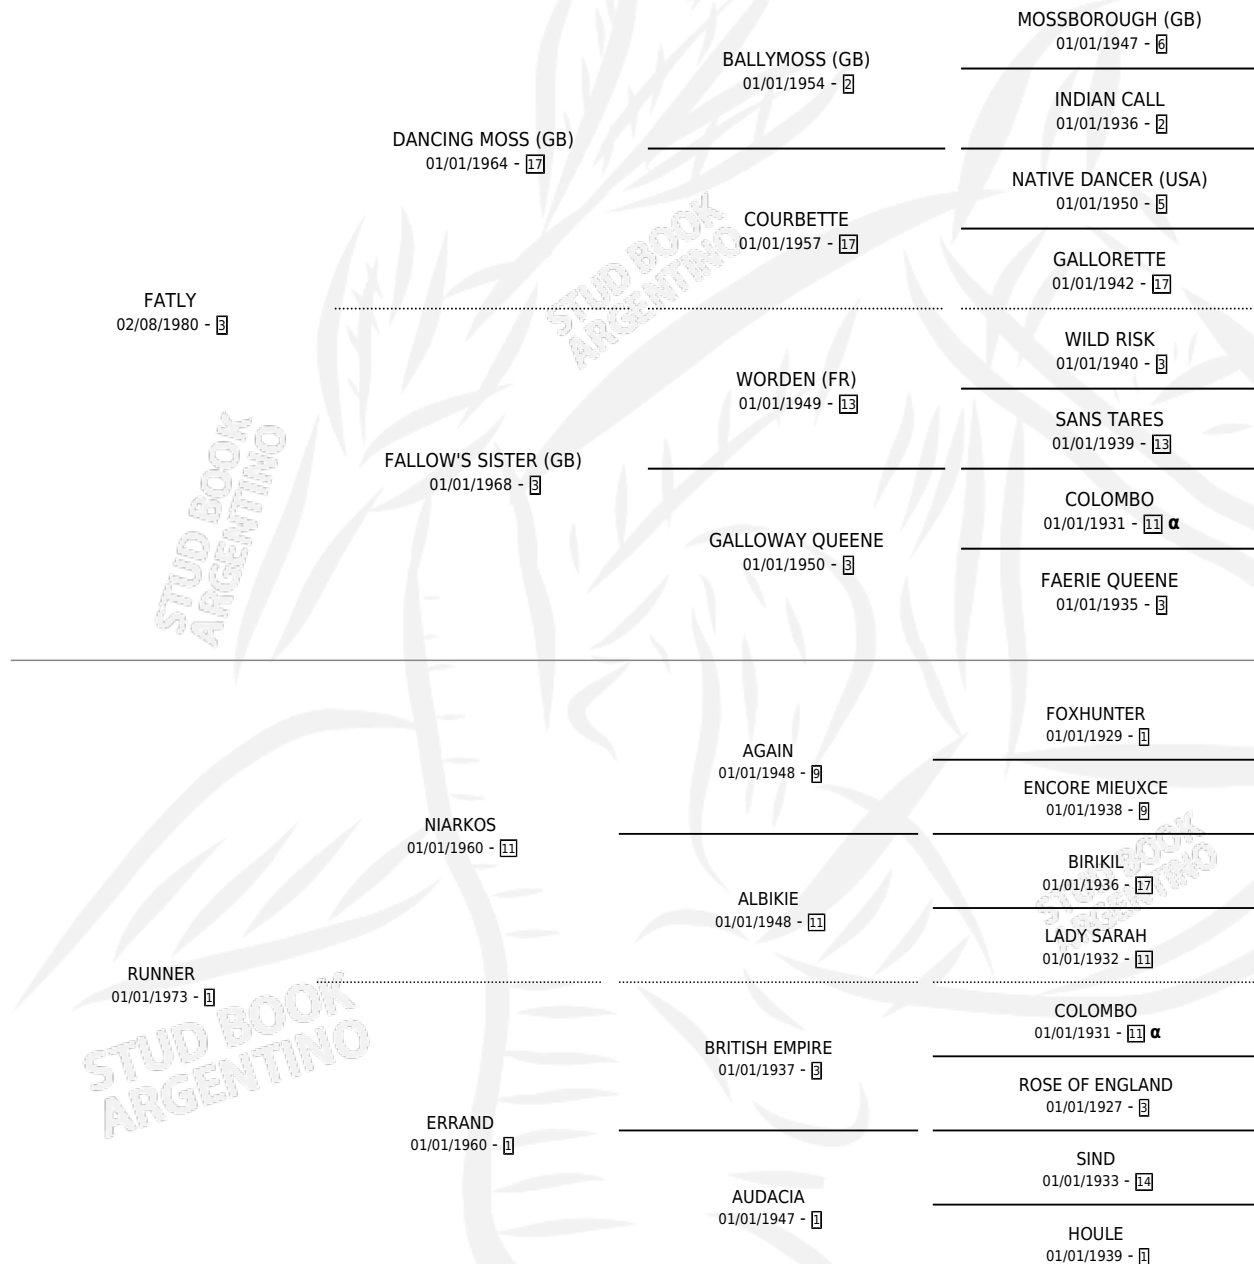 MOSSBOROUGH (GB)
01/01/1947 - 6
BALLYMOSS (GB)
01/01/1954 - 2
INDIAN CALL
01/01/1936 - 2
DANCING MOSS (GB)
01/01/1964 - 17
NATIVE DANCER (USA)
01/01/1950 - 5
COURBETTE
01/01/1957 - 17
GALLORETTE
01/01/1942 - 17
FATLY
02/08/1980 - 3
WILD RISK
01/01/1940 - 3
WORDEN (FR)
01/01/1949 - 13
SANS TARES
01/01/1939 - 13
FALLOW'S SISTER (GB)
01/01/1968 - 3
COLOMBO
01/01/1931 - 11 α
GALLOWAY QUEENE
01/01/1950 - 3
FAERIE QUEENE
01/01/1935 - 3
FOXHUNTER
01/01/1929 - 1
AGAIN
01/01/1948 - 9
ENCORE MIEUXCE
01/01/1938 - 9
NIARKOS
01/01/1960 - 11
BIRIKIL
01/01/1936 - 17
ALBIKIE
01/01/1948 - 11
LADY SARAH
01/01/1932 - 11
RUNNER
01/01/1973 - 1
COLOMBO
01/01/1931 - 11 α
BRITISH EMPIRE
01/01/1937 - 3
ROSE OF ENGLAND
01/01/1927 - 3
ERRAND
01/01/1960 - 1
SIND
01/01/1933 - 14
AUDACIA
01/01/1947 - 1
HOULE
01/01/1939 - 1
STUD BOOK
ARGENTINO
STUD BOOK
ARGENTINO
STUD BOOK
ARGENTINO
STUD BOOK
ARGENTINO